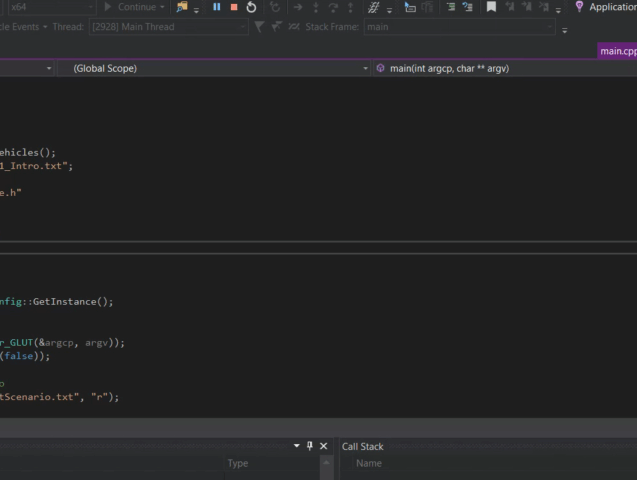 x64 Continue Application
cle Events Thread: [2928] Main Thread Stack Frame: main
main.cpp
(Global Scope) main(int argcp, char ** argv)
ehicles();
1_Intro.txt";
e.h"
nfig::GetInstance();
r_GLUT(&argcp, argv));
(false));
o
tScenario.txt", "r");
Call Stack
Type Name